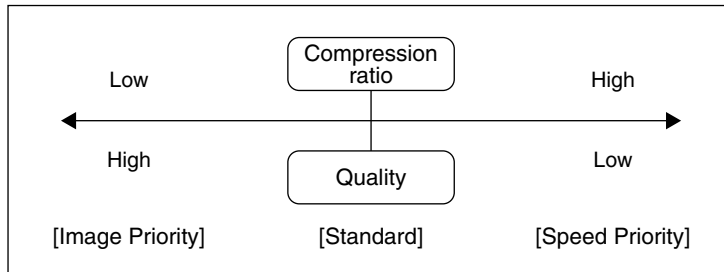 Compression
ratio
Low
High
High
Low
Quality
[Image Priority]
[Standard]
[Speed Priority]